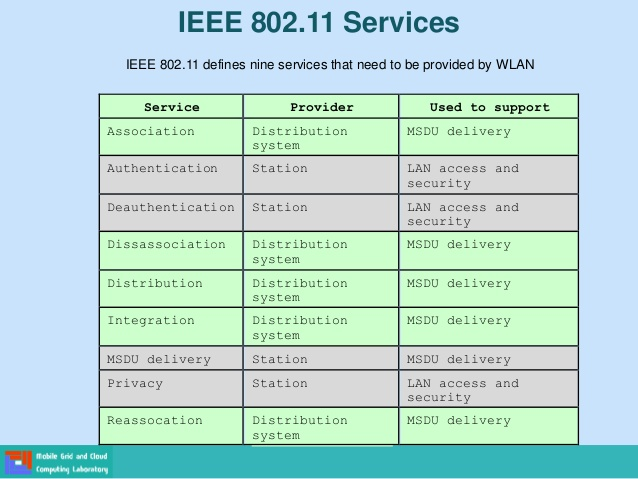 IEEE 802.11 Services
IEEE 802.11 defines nine services that need to be provided by WLAN
Service Provider Used to support
Association Distribution system MSDU delivery
Authentication Station LAN access and security
Deauthentication Station LAN access and security
Dissassociation Distribution system MSDU delivery
Distribution Distribution system MSDU delivery
Integration Distribution system MSDU delivery
MSDU delivery Station MSDU delivery
Privacy Station LAN access and security
Reassocation Distribution system MSDU delivery
Mobile Grid and Cloud
Computing Laboratory